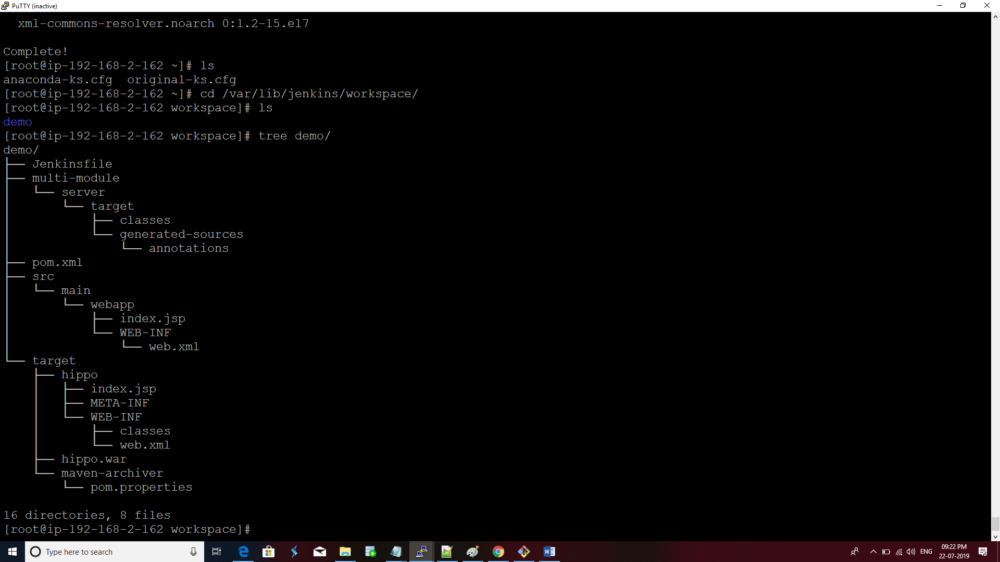 PuTTY (inactive)
  xml-commons-resolver.noarch 0:1.2-15.el7

Complete!
[root@ip-192-168-2-162 ~]# ls
anaconda-ks.cfg  original-ks.cfg
[root@ip-192-168-2-162 ~]# cd /var/lib/jenkins/workspace/
[root@ip-192-168-2-162 workspace]# ls
demo
[root@ip-192-168-2-162 workspace]# tree demo/
demo/
├── Jenkinsfile
├── multi-module
│   └── server
│       └── target
│           ├── classes
│           └── generated-sources
│               └── annotations
├── pom.xml
├── src
│   └── main
│       └── webapp
│           ├── index.jsp
│           └── WEB-INF
│               └── web.xml
└── target
    ├── hippo
    │   ├── index.jsp
    │   ├── META-INF
    │   └── WEB-INF
    │       ├── classes
    │       └── web.xml
    ├── hippo.war
    └── maven-archiver
        └── pom.properties

16 directories, 8 files
[root@ip-192-168-2-162 workspace]#
Type here to search
ENG
09:22 PM
22-07-2019